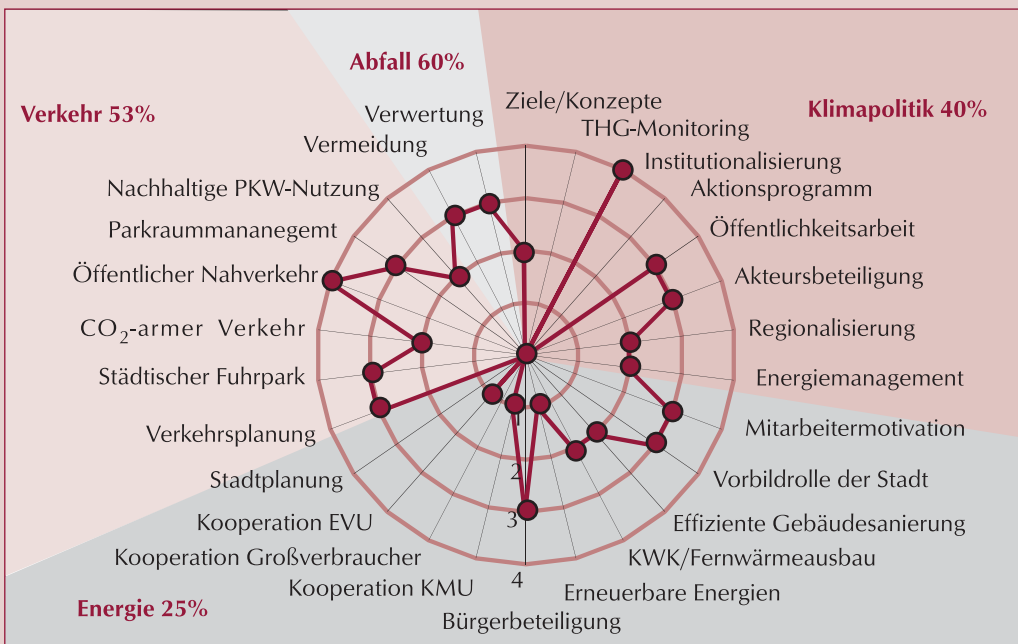 Abfall 60%
Verkehr 53%
Klimapolitik 40%
Energie 25%
Ziele/Konzepte
THG-Monitoring
Institutionalisierung
Aktionsprogramm
Öffentlichkeitsarbeit
Akteursbeteiligung
Regionalisierung
Energiemanagement
Mitarbeitermotivation
Vorbildrolle der Stadt
Effiziente Gebäudesanierung
KWK/Fernwärmeausbau
Erneuerbare Energien
Bürgerbeteiligung
Kooperation KMU
Kooperation Großverbraucher
Kooperation EVU
Stadtplanung
Verkehrsplanung
Städtischer Fuhrpark
CO₂-armer Verkehr
Öffentlicher Nahverkehr
Parkraummananegemt
Nachhaltige PKW-Nutzung
Vermeidung
Verwertung
1
2
3
4